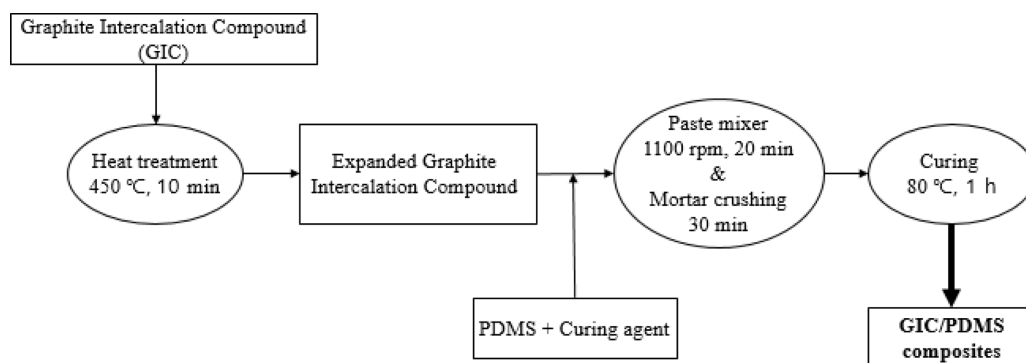 Graphite Intercalation Compound
(GIC)
Heat treatment
450 ℃, 10 min
Expanded Graphite
Intercalation Compound
PDMS + Curing agent
Paste mixer
1100 rpm, 20 min
&
Mortar crushing
30 min
Curing
80 ℃, 1 h
GIC/PDMS
composites